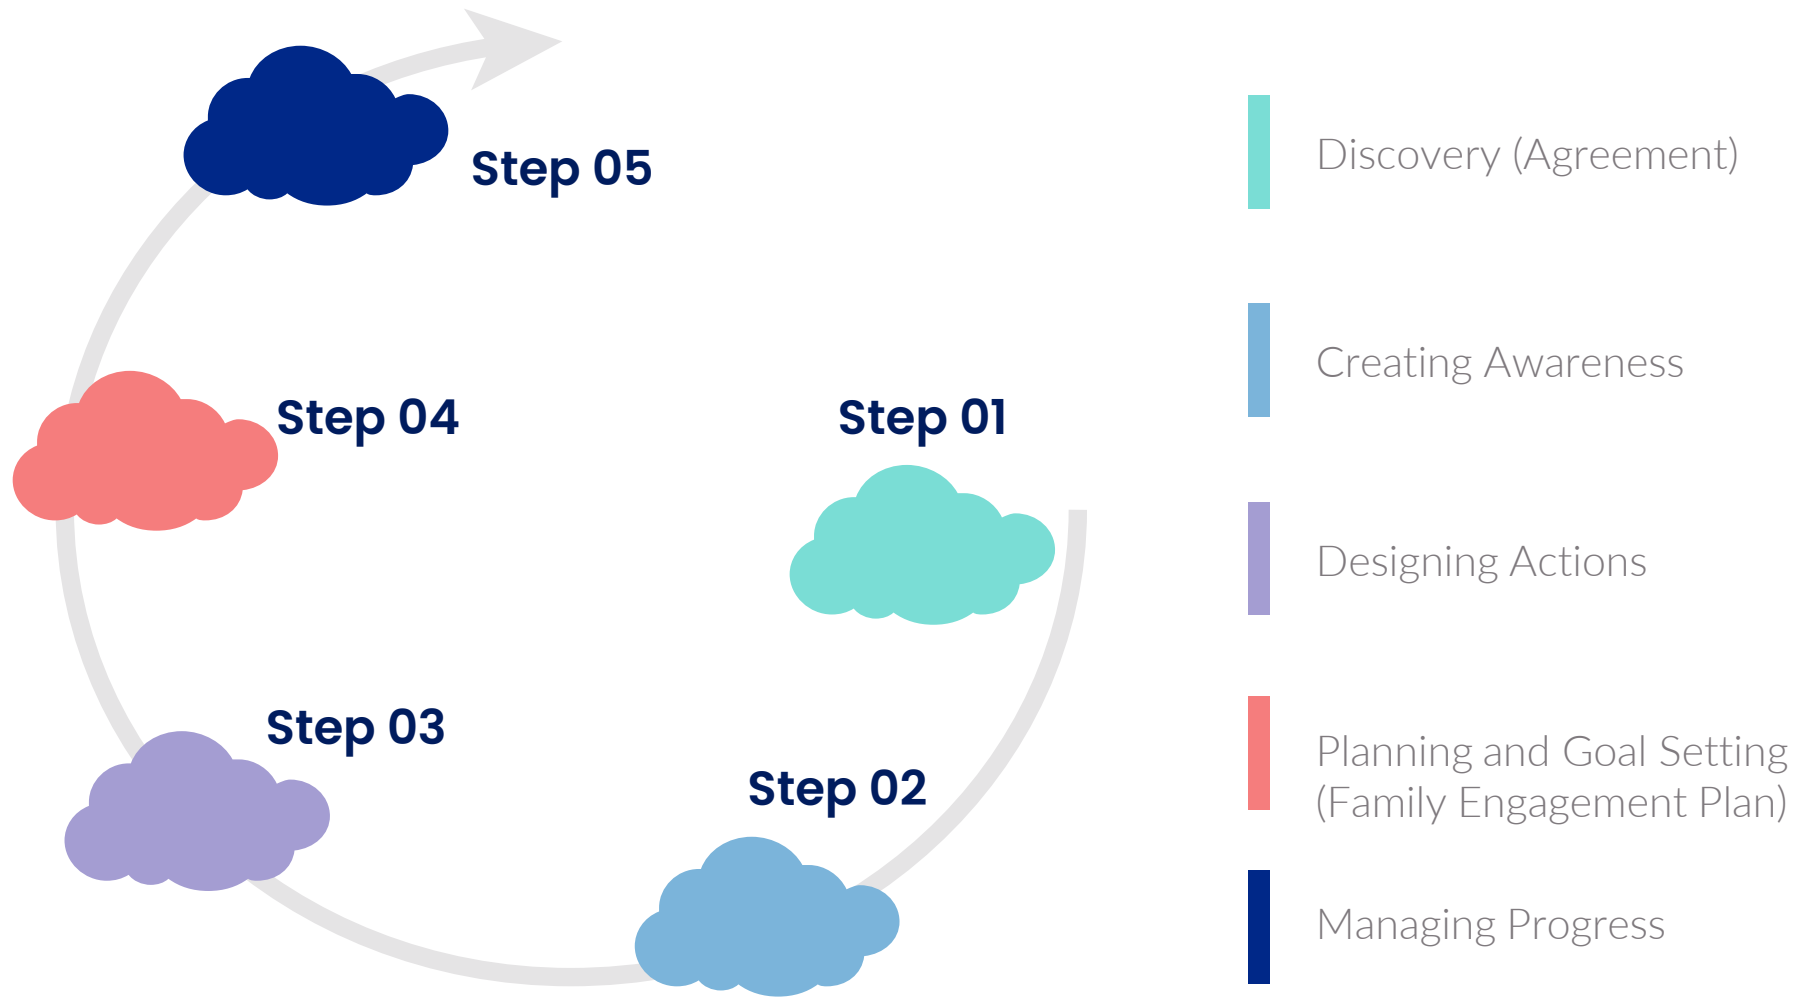 Step 05
Step 04
Step 01
Step 03
Step 02
Discovery (Agreement)
Creating Awareness
Designing Actions
Planning and Goal Setting
(Family Engagement Plan)
Managing Progress